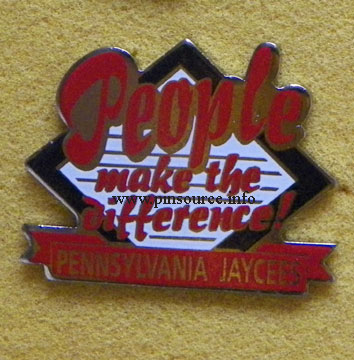 People
make the
www.pinsource.info
difference!
PENNSYLVANIA JAYCEES